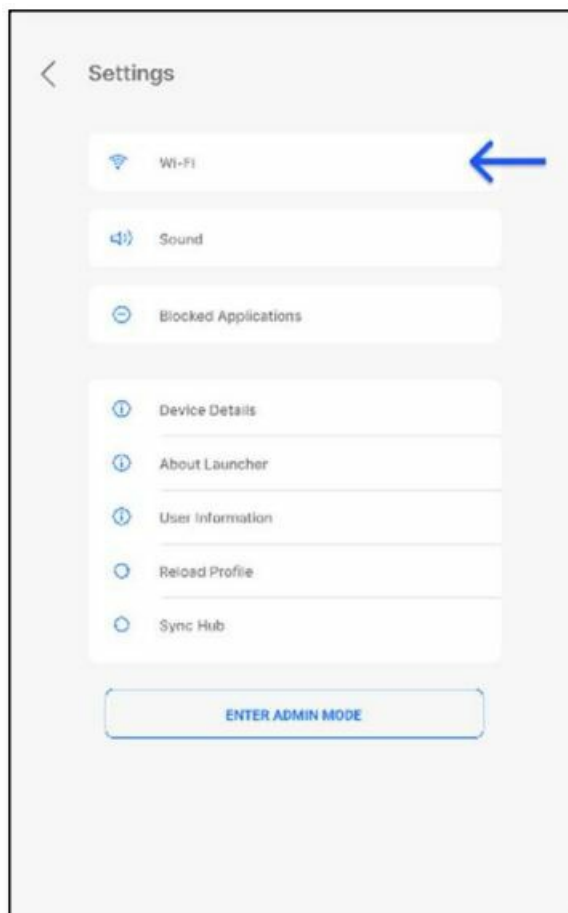 Settings
Wi-Fi
Sound
Blocked Applications
Device Details
About Launcher
User Information
Reload Profile
Sync Hub
ENTER ADMIN MODE